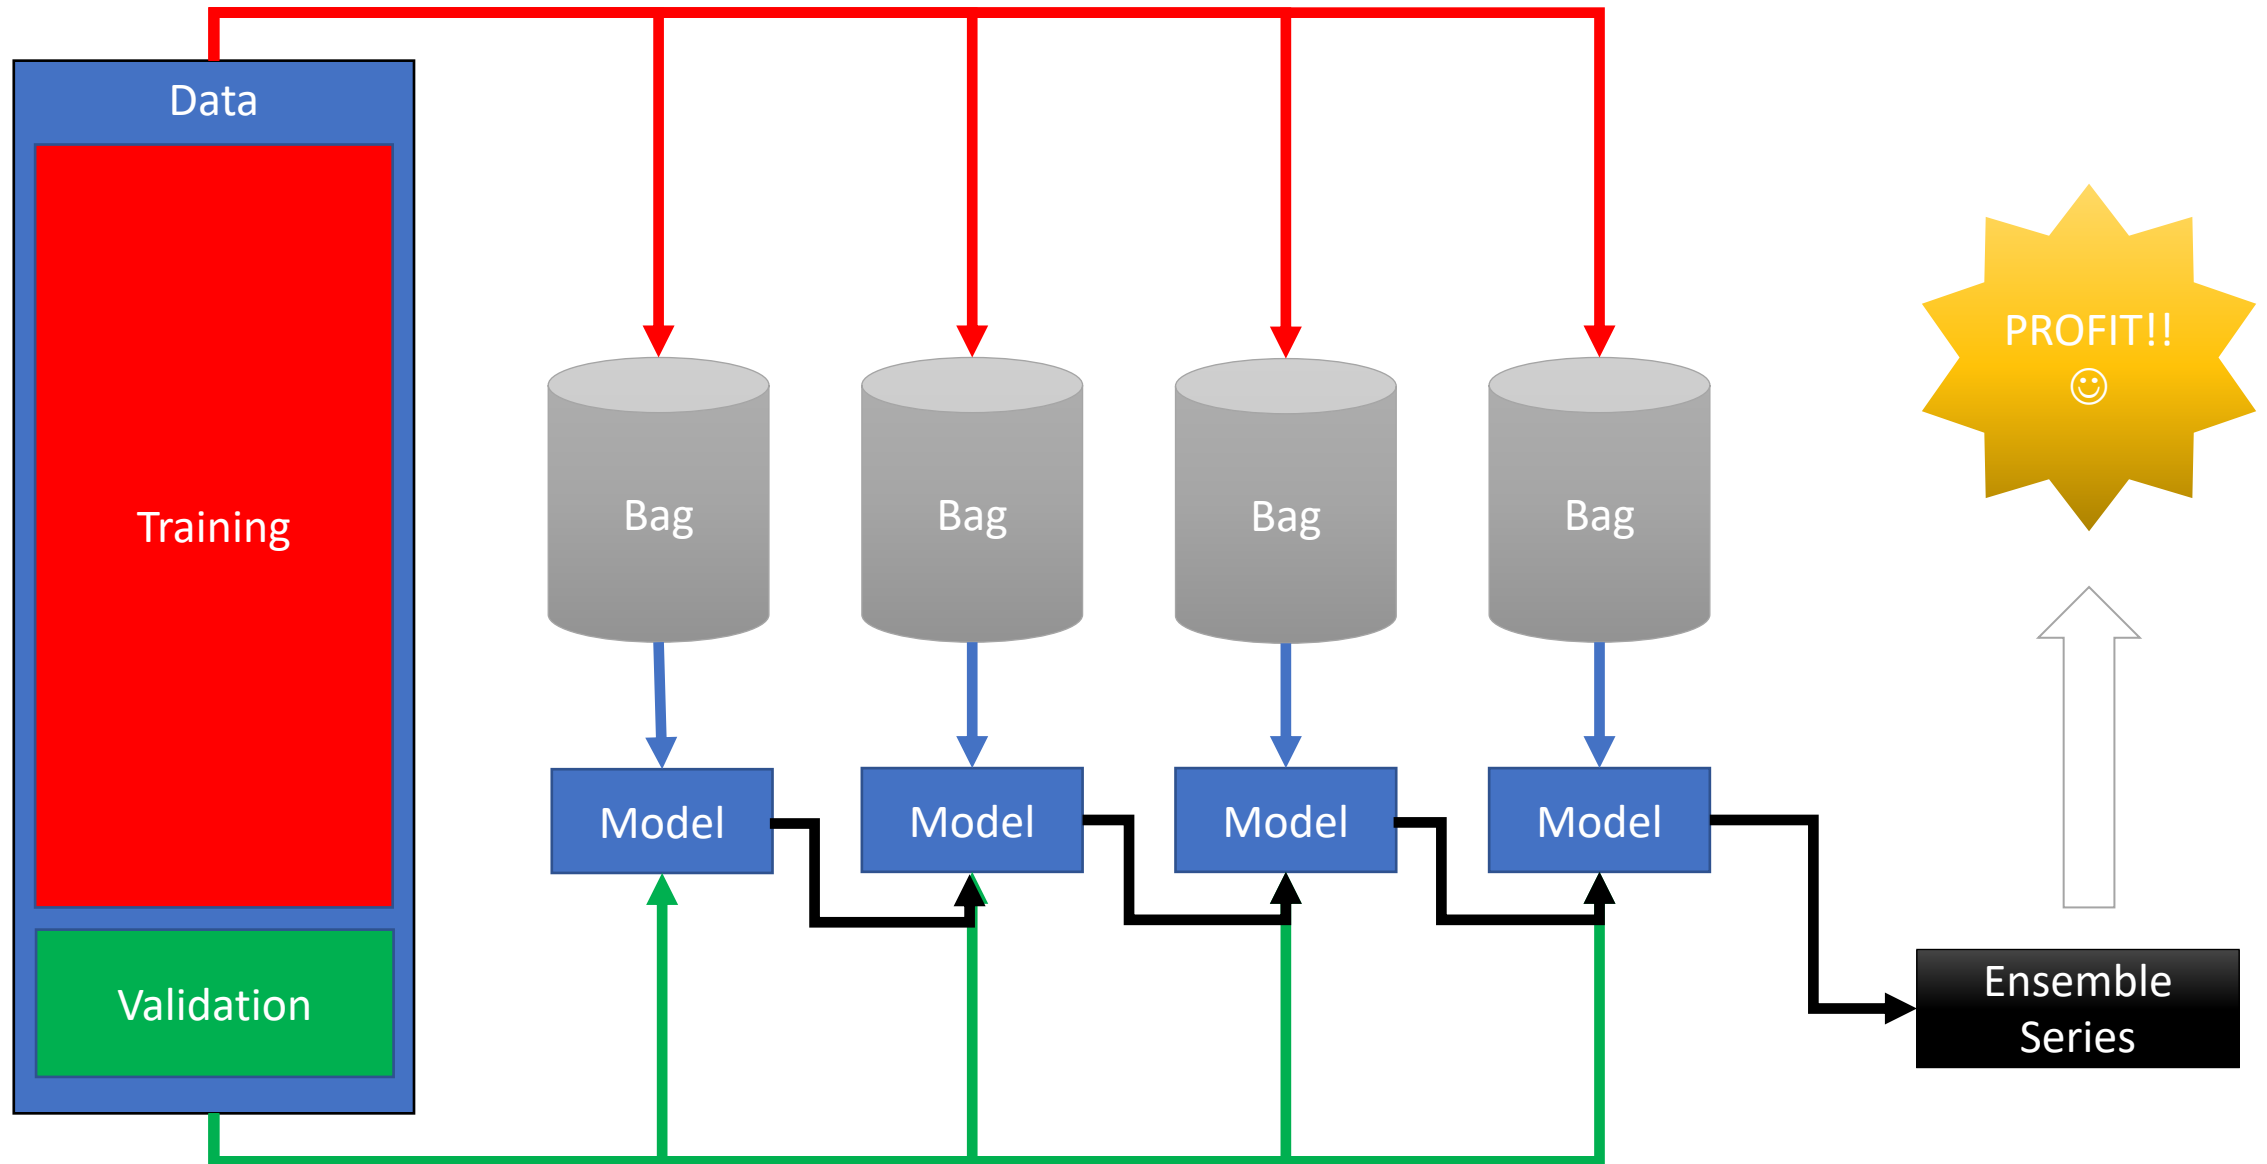 Data
Training
Validation
Bag
Bag
Bag
Bag
Model
Model
Model
Model
PROFIT!!
☺
Ensemble
Series